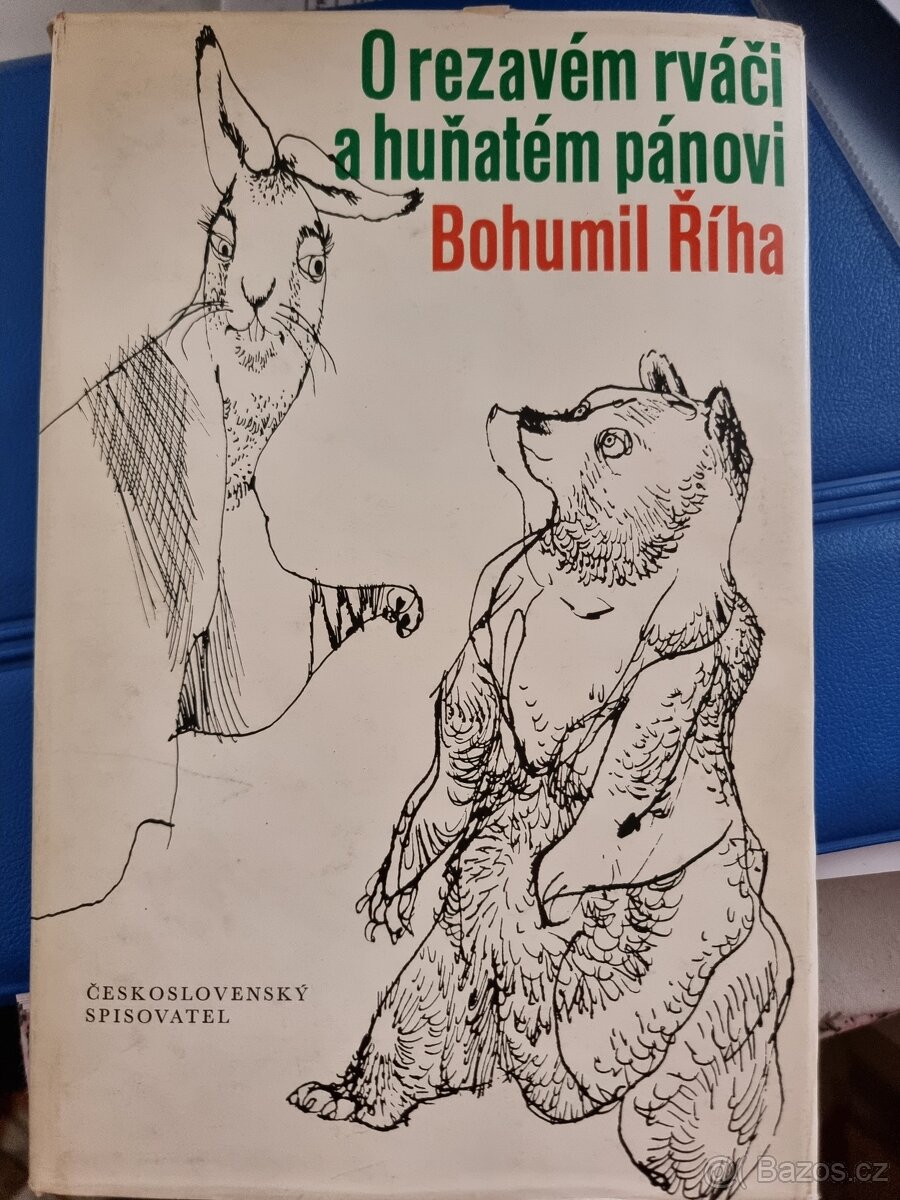 O rezavém rváči
a huňatém pánovi
Bohumil Říha
ČESKOSLOVENSKÝ
SPISOVATEL
Bazos.cz